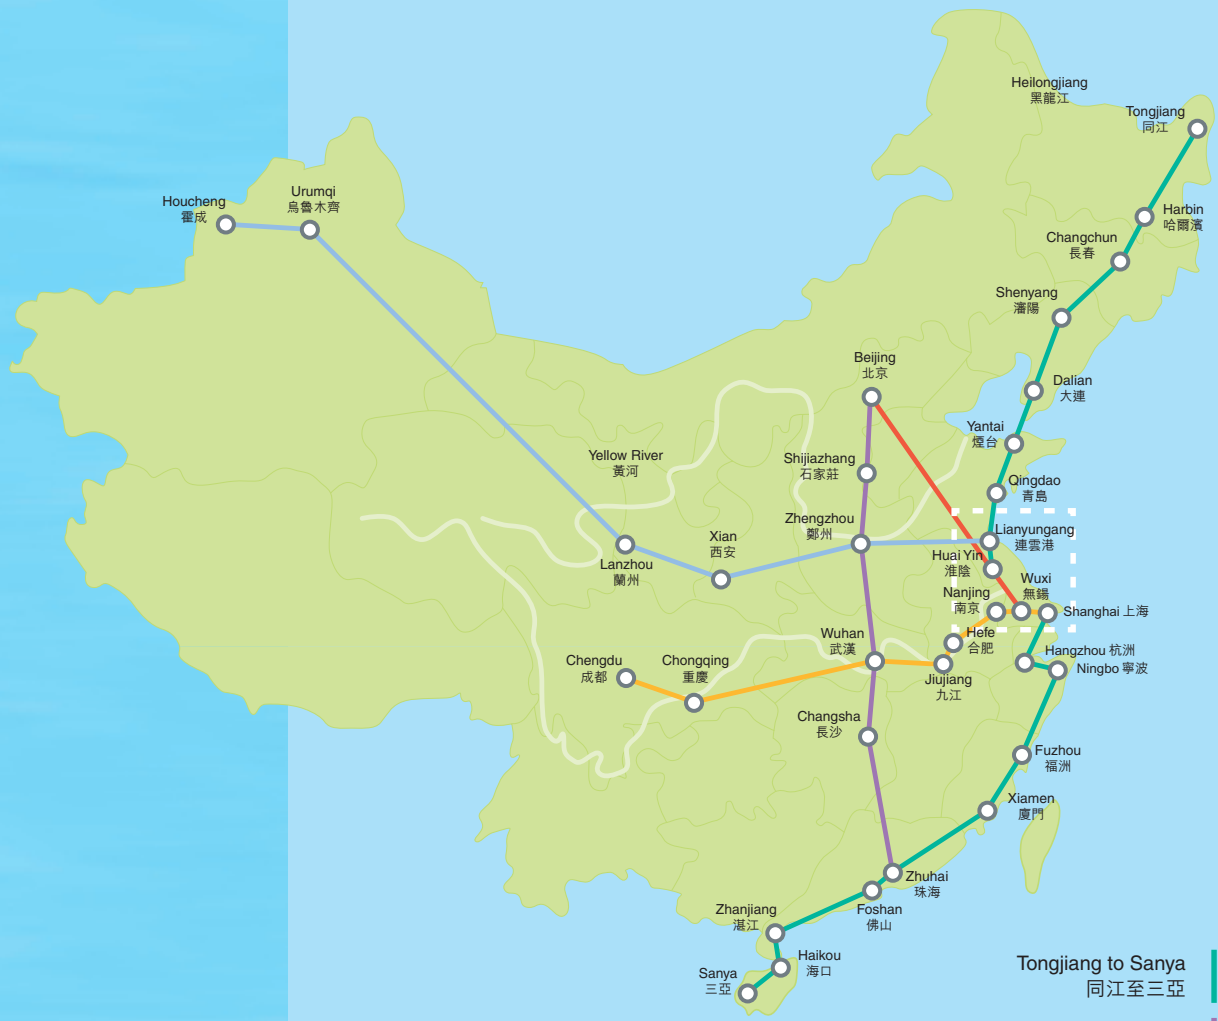 Heilongjiang
黑龍江
Tongjiang
同江
Houcheng
霍成
Urumqi
烏魯木齊
Harbin
哈爾濱
Changchun
長春
Shenyang
瀋陽
Beijing
北京
Dalian
大連
Yantai
煙台
Yellow River
黃河
Shijiazhang
石家莊
Qingdao
青島
Zhengzhou
鄭州
Xian
西安
Lianyungang
連雲港
Lanzhou
蘭州
Huai Yin
淮陰
Wuxi
無錫
Nanjing
南京
Shanghai 上海
Wuhan
武漢
Hefe
合肥
Hangzhou 杭洲
Ningbo 寧波
Chengdu
成都
Chongqing
重慶
Jiujiang
九江
Changsha
長沙
Fuzhou
福洲
Xiamen
廈門
Zhuhai
珠海
Foshan
佛山
Zhanjiang
湛江
Haikou
海口
Sanya
三亞
Tongjiang to Sanya
同江至三亞